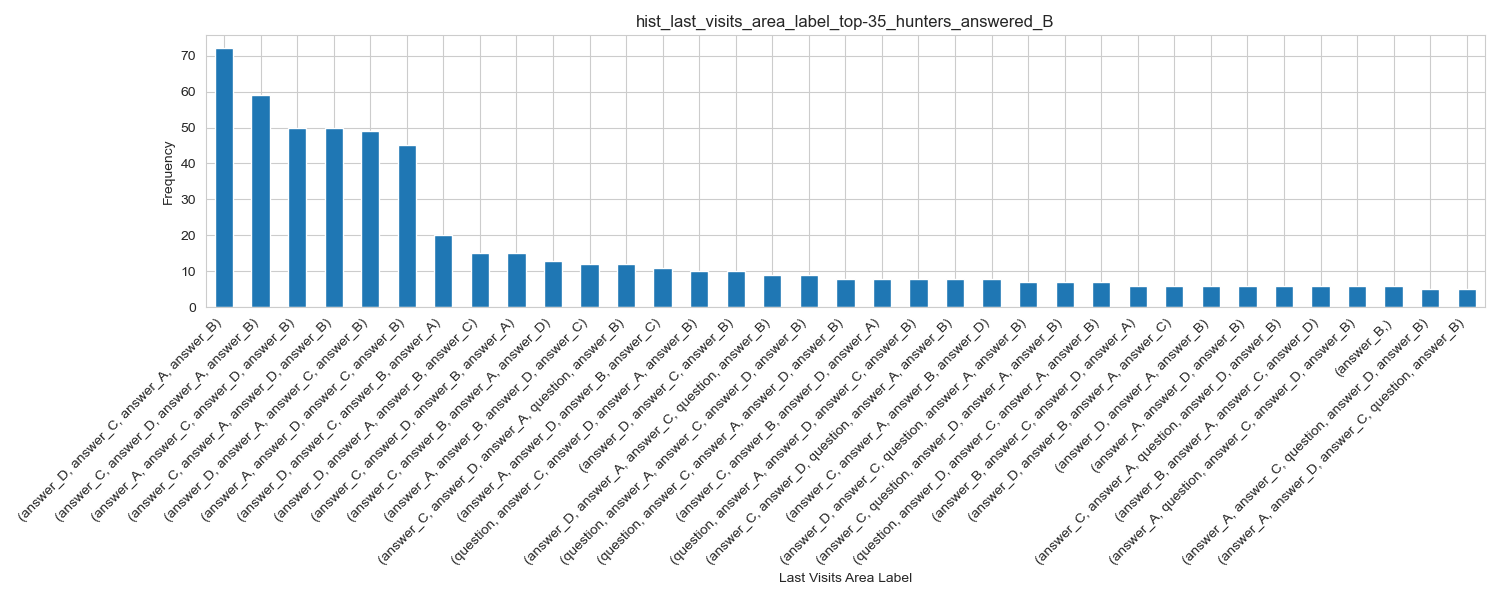 hist_last_visits_area_label_top-35_hunters_answered_B
Frequency
70
60
50
40
30
20
10
0
(answer_D, answer_C, answer_A, answer_B)
(answer_C, answer_D, answer_A, answer_B)
(answer_A, answer_C, answer_D, answer_B)
(answer_C, answer_A, answer_D, answer_B)
(answer_D, answer_A, answer_C, answer_B)
(answer_A, answer_D, answer_C, answer_B)
(answer_D, answer_C, answer_B, answer_A)
(answer_D, answer_A, answer_B, answer_C)
(answer_C, answer_D, answer_B, answer_A)
(answer_C, answer_B, answer_A, answer_D)
(answer_A, answer_B, answer_D, answer_C)
(answer_C, answer_D, answer_A, question, answer_B)
(answer_A, answer_D, answer_B, answer_C)
(question, answer_C, answer_D, answer_A, answer_B)
(answer_D, answer_C, answer_B)
(answer_D, answer_A, answer_C, question, answer_B)
(question, answer_A, answer_C, answer_D, answer_B)
(question, answer_C, answer_A, answer_D, answer_B)
(answer_C, answer_B, answer_D, answer_A)
(question, answer_A, answer_D, answer_C, answer_B)
(answer_C, answer_D, question, answer_A, answer_B)
(answer_C, answer_A, answer_B, answer_D)
(answer_D, answer_C, question, answer_A, answer_B)
(answer_C, question, answer_D, answer_A, answer_B)
(question, answer_D, answer_C, answer_A, answer_B)
(answer_B, answer_C, answer_D, answer_A)
(answer_D, answer_B, answer_A, answer_C)
(answer_D, answer_A, answer_B)
(answer_A, answer_D, answer_B)
(answer_C, answer_A, question, answer_D, answer_B)
(answer_B, answer_A, answer_C, answer_D)
(answer_A, question, answer_C, answer_D, answer_B)
(answer_B,)
(answer_A, answer_C, question, answer_D, answer_B)
(answer_A, answer_D, answer_C, question, answer_B)
Last Visits Area Label